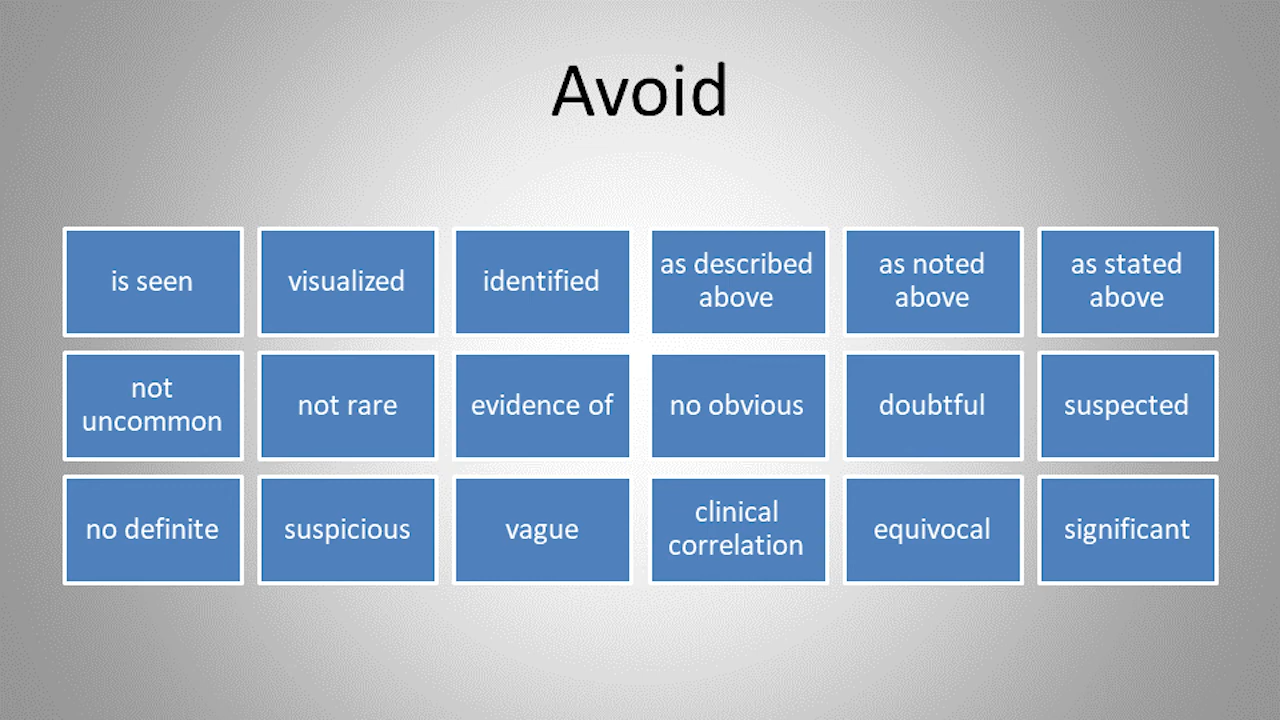 Avoid
is seen
visualized
identified
as described
above
as noted
above
as stated
above
not
uncommon
not rare
evidence of
no obvious
doubtful
suspected
no definite
suspicious
vague
clinical
correlation
equivocal
significant